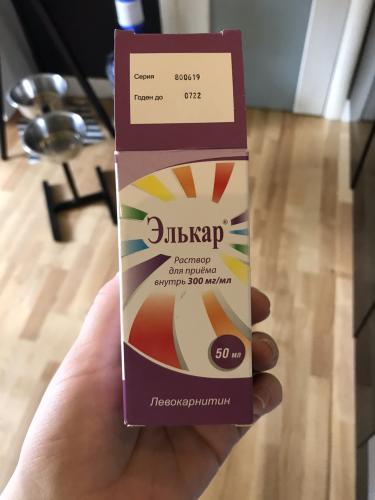 Серия 800619
Годен до 0722
Элькар®
Раствор
для приёма
внутрь 300 мг/мл
50 мл
Левокарнитин